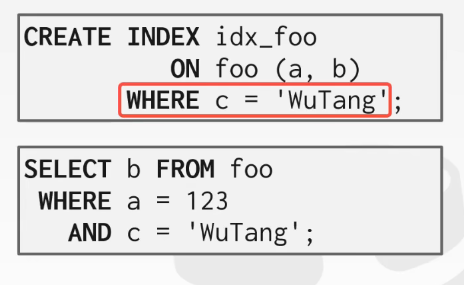 CREATE INDEX idx_foo
ON foo (a, b)
WHERE c = 'WuTang';
SELECT b FROM foo
WHERE a = 123
AND c = 'WuTang';